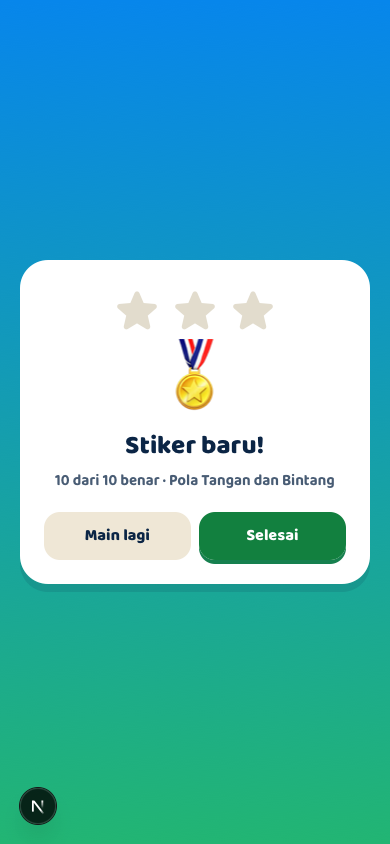 Stiker baru!
10 dari 10 benar · Pola Tangan dan Bintang
Main lagi
Selesai
N